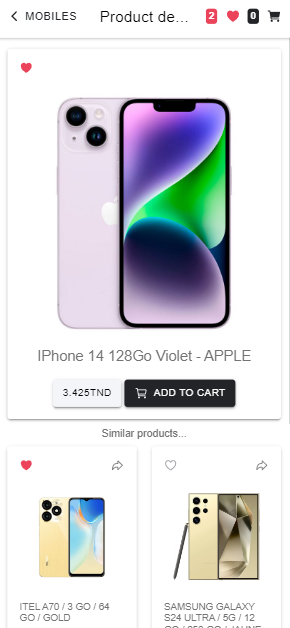 MOBILES
Product de...
2
0
IPhone 14 128Go Violet - APPLE
3.425TND
ADD TO CART
Similar products...
ITEL A70 / 3 GO / 64
GO / GOLD
SAMSUNG GALAXY
S24 ULTRA / 5G / 12